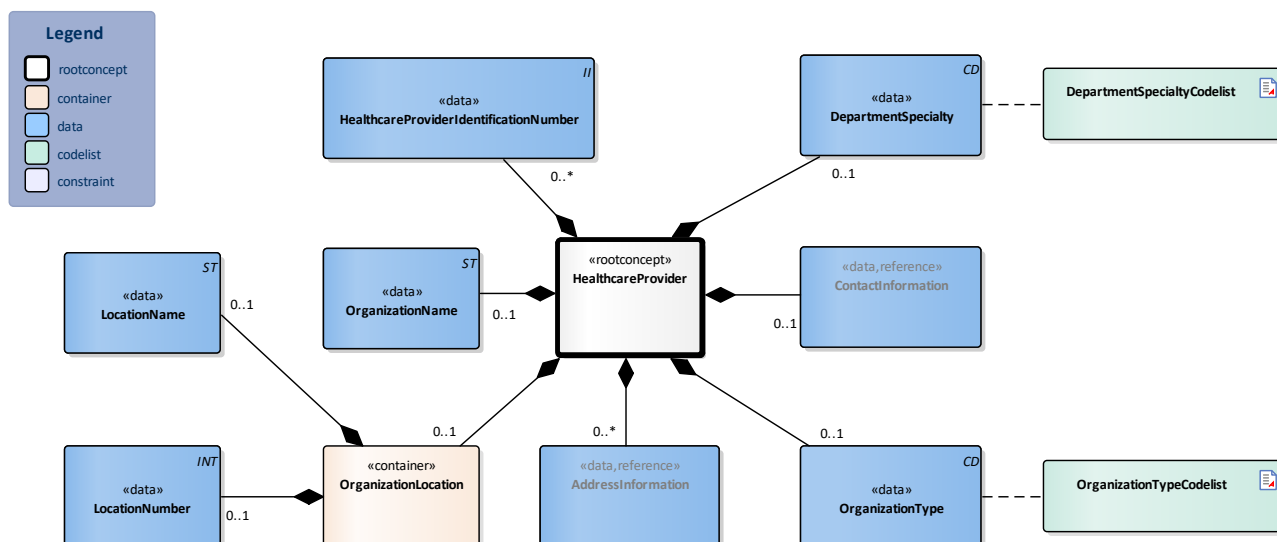 Legend
rootconcept
container
data
codelist
constraint
II
«data»
HealthcareProviderIdentificationNumber
0..*
CD
«data»
DepartmentSpecialty
0..1
DepartmentSpecialtyCodelist
ST
«data»
LocationName
0..1
ST
«data»
OrganizationName
0..1
«rootconcept»
HealthcareProvider
«data,reference»
ContactInformation
0..1
INT
«data»
LocationNumber
0..1
«container»
OrganizationLocation
0..1
«data,reference»
AddressInformation
0..*
CD
«data»
OrganizationType
0..1
OrganizationTypeCodelist